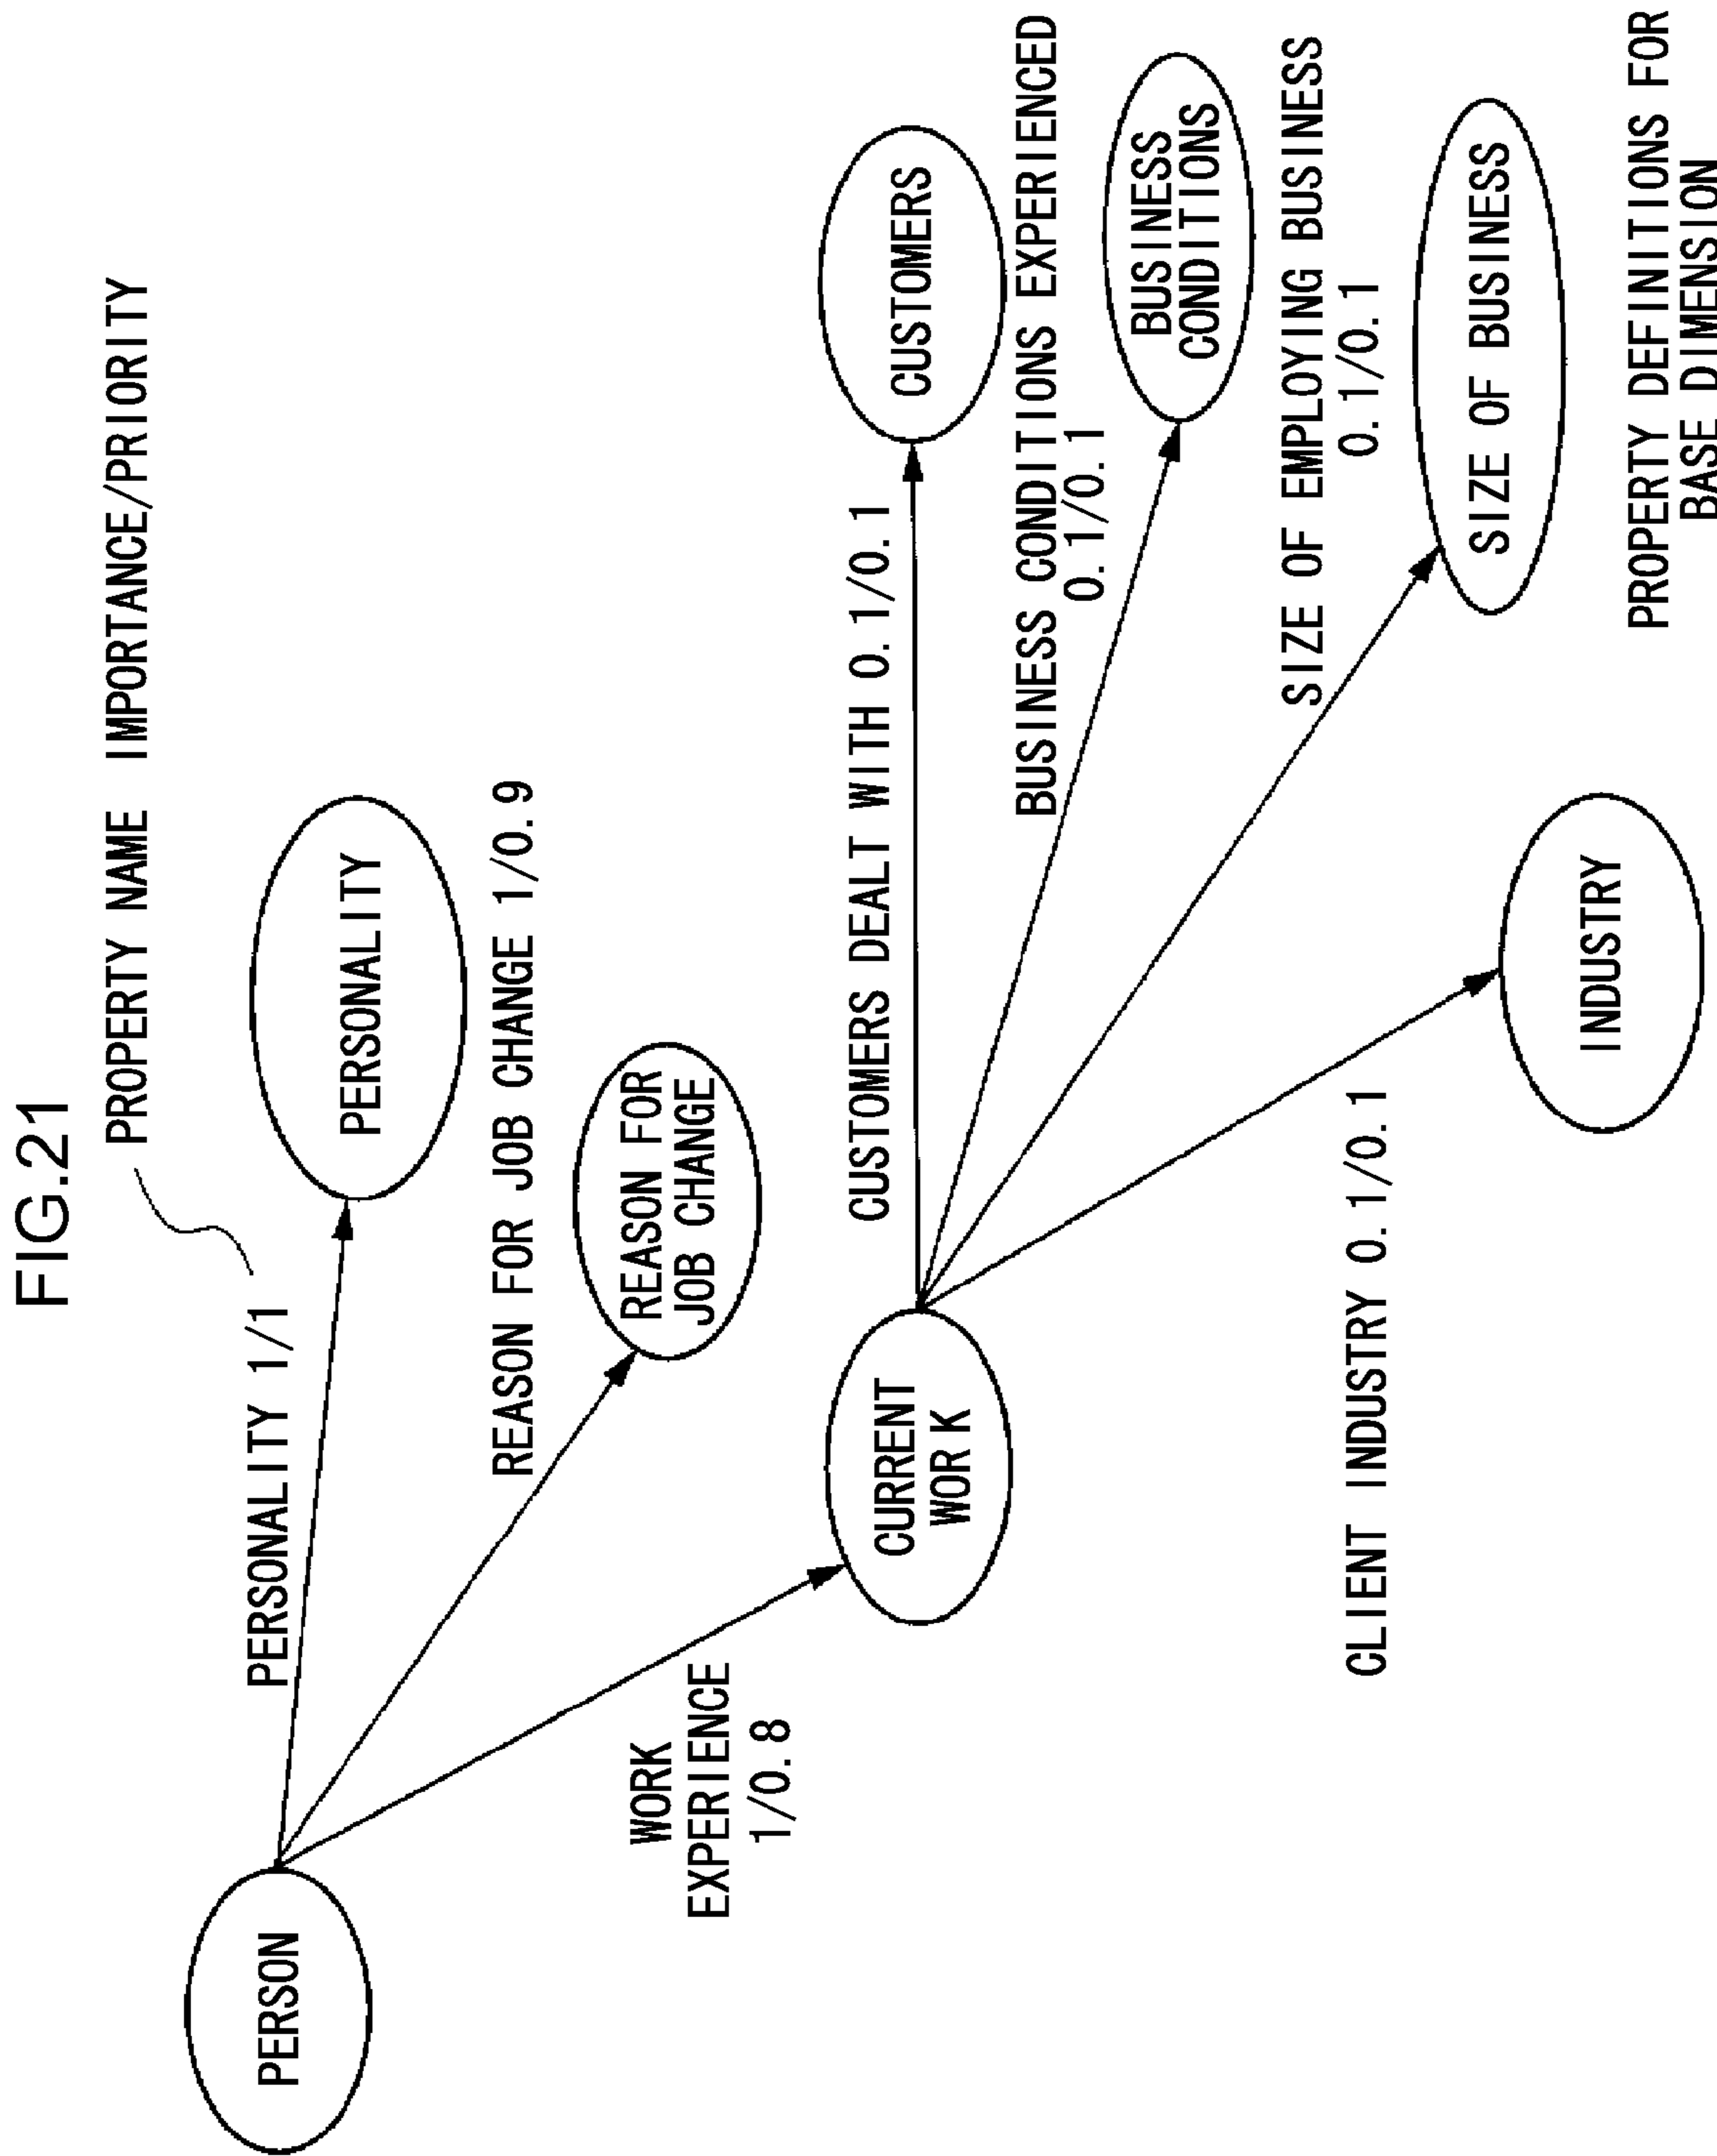 FIG.21
PROPERTY NAME IMPORTANCE/PRIORITY
PERSONALITY 1/1
PERSON
PERSONALITY
REASON FOR JOB CHANGE 1/0.9
REASON FOR
JOB CHANGE
WORK
EXPERIENCE
1/0.8
CURRENT
WORK
CUSTOMERS DEALT WITH 0.1/0.1
CUSTOMERS
BUSINESS CONDITIONS EXPERIENCED
0.1/0.1
BUSINESS
CONDITIONS
SIZE OF EMPLOYING BUSINESS
0.1/0.1
SIZE OF BUSINESS
CLIENT INDUSTRY 0.1/0.1
INDUSTRY
PROPERTY DEFINITIONS FOR
BASE DIMENSION